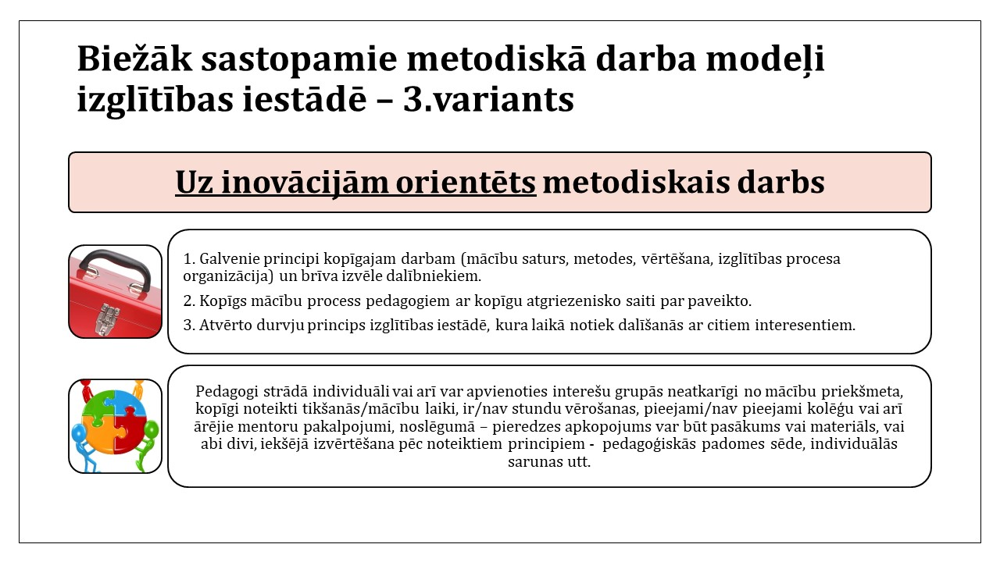 Biežāk sastopamie metodiskā darba modeļi
izglītības iestādē – 3.variants
Uz inovācijām orientēts metodiskais darbs
1. Galvenie principi kopīgajam darbam (mācību saturs, metodes, vērtēšana, izglītības procesa
organizācija) un brīva izvēle dalībniekiem.
2. Kopīgs mācību process pedagogiem ar kopīgu atgriezenisko saiti par paveikto.
3. Atvērto durvju princips izglītības iestādē, kura laikā notiek dalīšanās ar citiem interesentiem.
Pedagogi strādā individuāli vai arī var apvienoties interešu grupās neatkarīgi no mācību priekšmeta,
kopīgi noteikti tikšanās/mācību laiki, ir/nav stundu vērošanas, pieejami/nav pieejami kolēģu vai arī
ārējie mentoru pakalpojumi, noslēgumā – pieredzes apkopojums var būt pasākums vai materiāls, vai
abi divi, iekšējā izvērtēšana pēc noteiktiem principiem - pedagoģiskās padomes sēde, individuālās
sarunas utt.